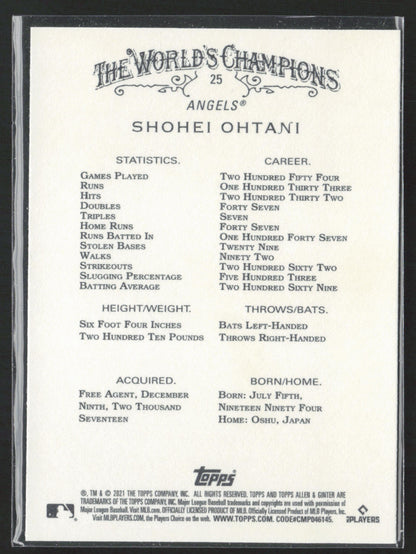 THE WORLD'S CHAMPIONS
25
ANGELS®
SHOHEI OHTANI
STATISTICS. CAREER.
GAMES PLAYED TWO HUNDRED FIFTY FOUR
RUNS ONE HUNDRED THIRTY THREE
HITS TWO HUNDRED THIRTY TWO
DOUBLES FORTY SEVEN
TRIPLES SEVEN
HOME RUNS FORTY SEVEN
RUNS BATTED IN ONE HUNDRED FORTY SEVEN
STOLEN BASES TWENTY NINE
WALKS NINETY TWO
STRIKEOUTS TWO HUNDRED SIXTY TWO
SLUGGING PERCENTAGE FIVE HUNDRED THREE
BATTING AVERAGE TWO HUNDRED SIXTY NINE
HEIGHT/WEIGHT. THROWS/BATS.
SIX FOOT FOUR INCHES BATS LEFT-HANDED
TWO HUNDRED TEN POUNDS THROWS RIGHT-HANDED
ACQUIRED. BORN/HOME.
FREE AGENT, DECEMBER BORN: JULY FIFTH,
NINTH, TWO THOUSAND NINETEEN NINETY FOUR
SEVENTEEN HOME: OSHU, JAPAN
Topps
®, TM & © 2021 THE TOPPS COMPANY, INC. ALL RIGHTS RESERVED. TOPPS AND TOPPS ALLEN & GINTER ARE
TRADEMARKS OF THE TOPPS COMPANY, INC. Major League Baseball trademarks and copyrights are used with permission of
Major League Baseball. Visit MLB.com. OFFICIALLY LICENSED PRODUCT OF MLB Players, Inc.
Visit MLBPLAYERS.COM, the Players Choice on the web. WWW.TOPPS.COM. CODE#CMP046145.
PLAYERS